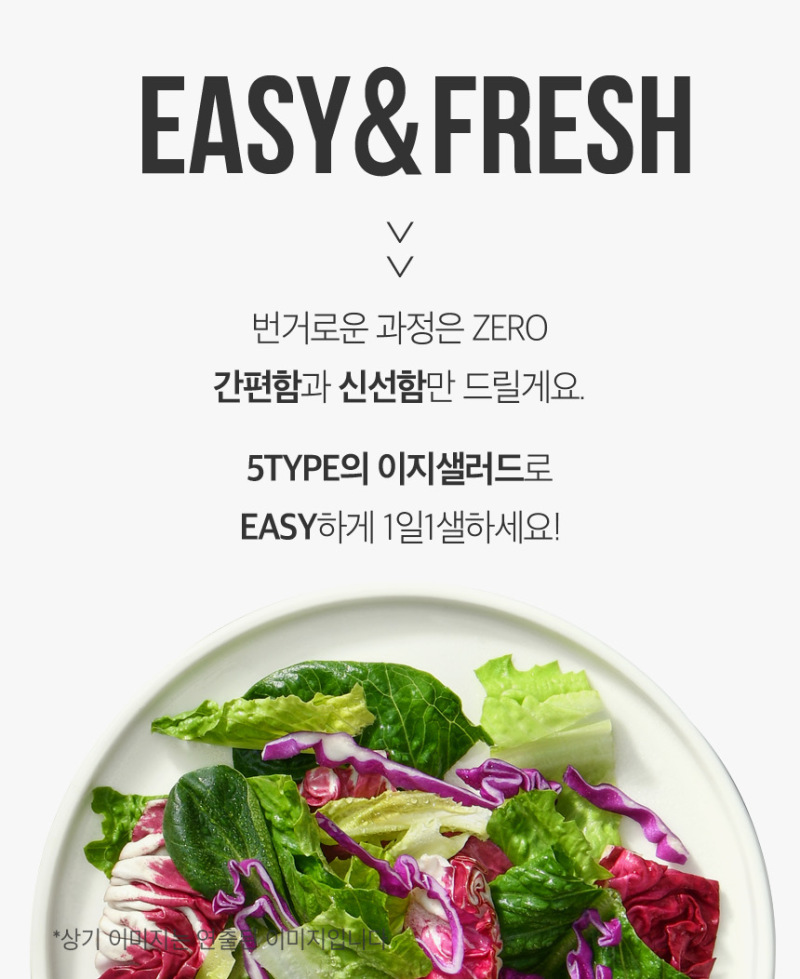 EASY&FRESH
번거로운 과정은 ZERO
간편함과 신선함만 드릴게요.
5TYPE의 이지샐러드로
EASY하게 1일1샐하세요!
*상기 이미지는 연출된 이미지입니다.